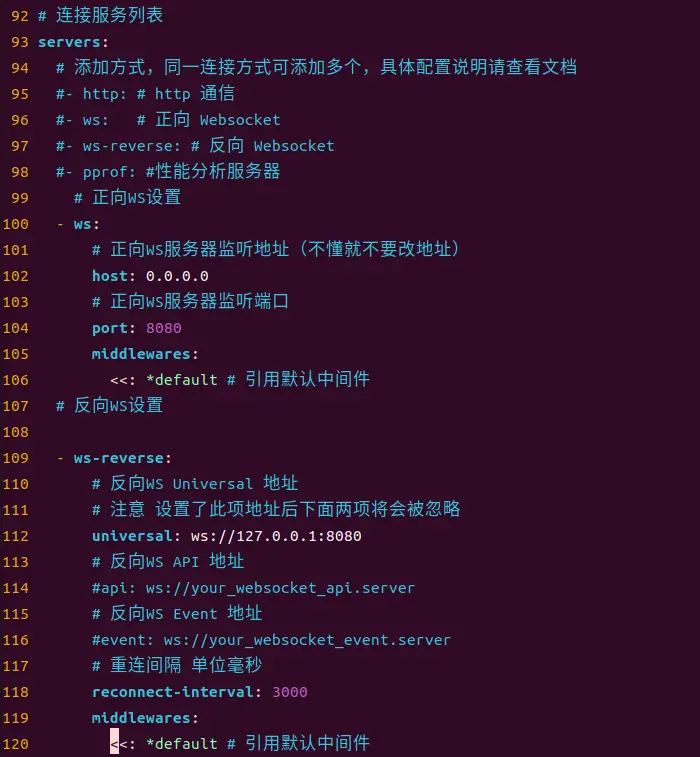 92 # 连接服务列表
93 servers:
94   # 添加方式，同一连接方式可添加多个，具体配置说明请查看文档
95   #- http: # http 通信
96   #- ws:   # 正向 Websocket
97   #- ws-reverse: # 反向 Websocket
98   #- pprof: #性能分析服务器
99     # 正向WS设置
100   - ws:
101       # 正向WS服务器监听地址（不懂就不要改地址）
102       host: 0.0.0.0
103       # 正向WS服务器监听端口
104       port: 8080
105       middlewares:
106         <<: *default # 引用默认中间件
107   # 反向WS设置
108
109   - ws-reverse:
110       # 反向WS Universal 地址
111       # 注意 设置了此项地址后下面两项将会被忽略
112       universal: ws://127.0.0.1:8080
113       # 反向WS API 地址
114       #api: ws://your_websocket_api.server
115       # 反向WS Event 地址
116       #event: ws://your_websocket_event.server
117       # 重连间隔 单位毫秒
118       reconnect-interval: 3000
119       middlewares:
120         <<: *default # 引用默认中间件